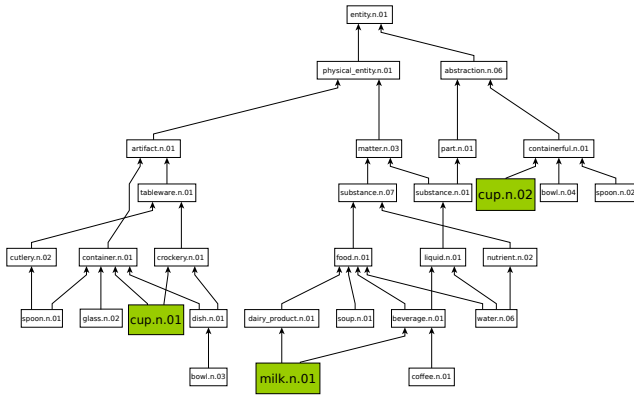 entity.n.01
physical_entity.n.01
abstraction.n.06
artifact.n.01
matter.n.03
part.n.01
containerful.n.01
tableware.n.01
substance.n.07
substance.n.01
cup.n.02
bowl.n.04
spoon.n.02
cutlery.n.02
container.n.01
crockery.n.01
food.n.01
liquid.n.01
nutrient.n.02
spoon.n.01
glass.n.02
cup.n.01
dish.n.01
dairy_product.n.01
soup.n.01
beverage.n.01
water.n.06
bowl.n.03
milk.n.01
coffee.n.01